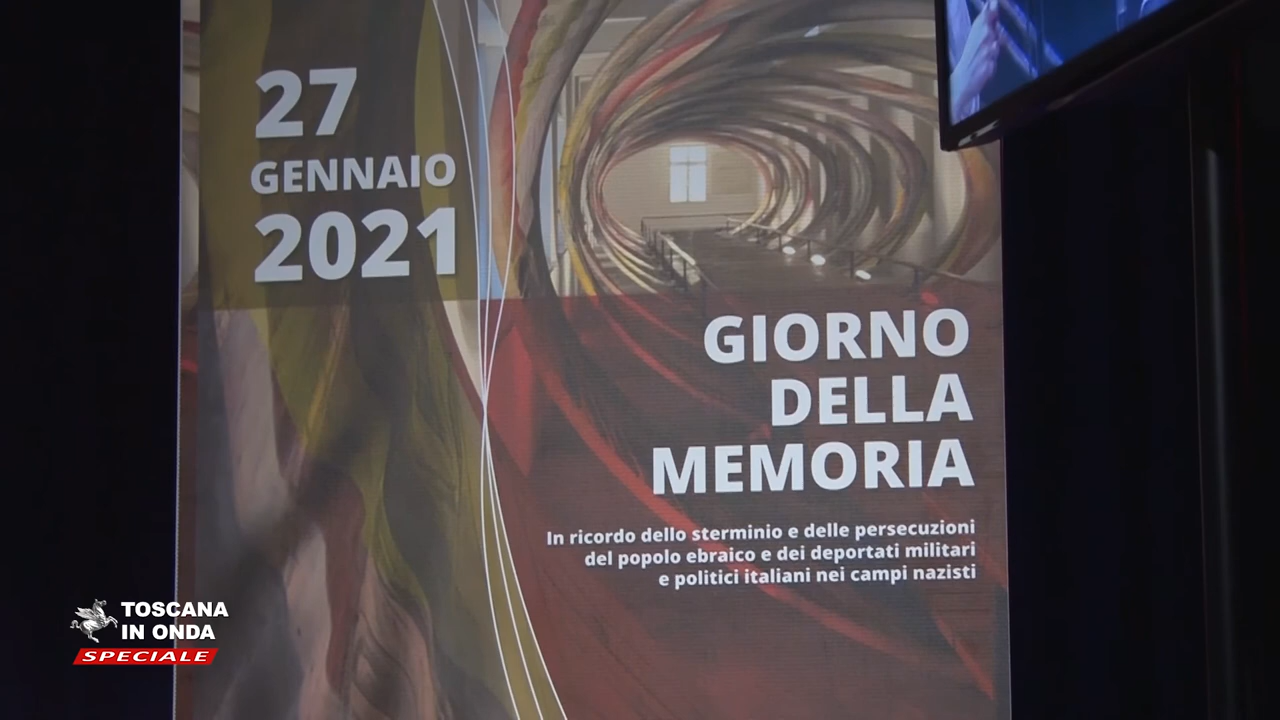 27
GENNAIO
2021
GIORNO
DELLA
MEMORIA
In ricordo dello sterminio e delle persecuzioni
del popolo ebraico e dei deportati militari
e politici italiani nei campi nazisti
TOSCANA
IN ONDA
SPECIALE